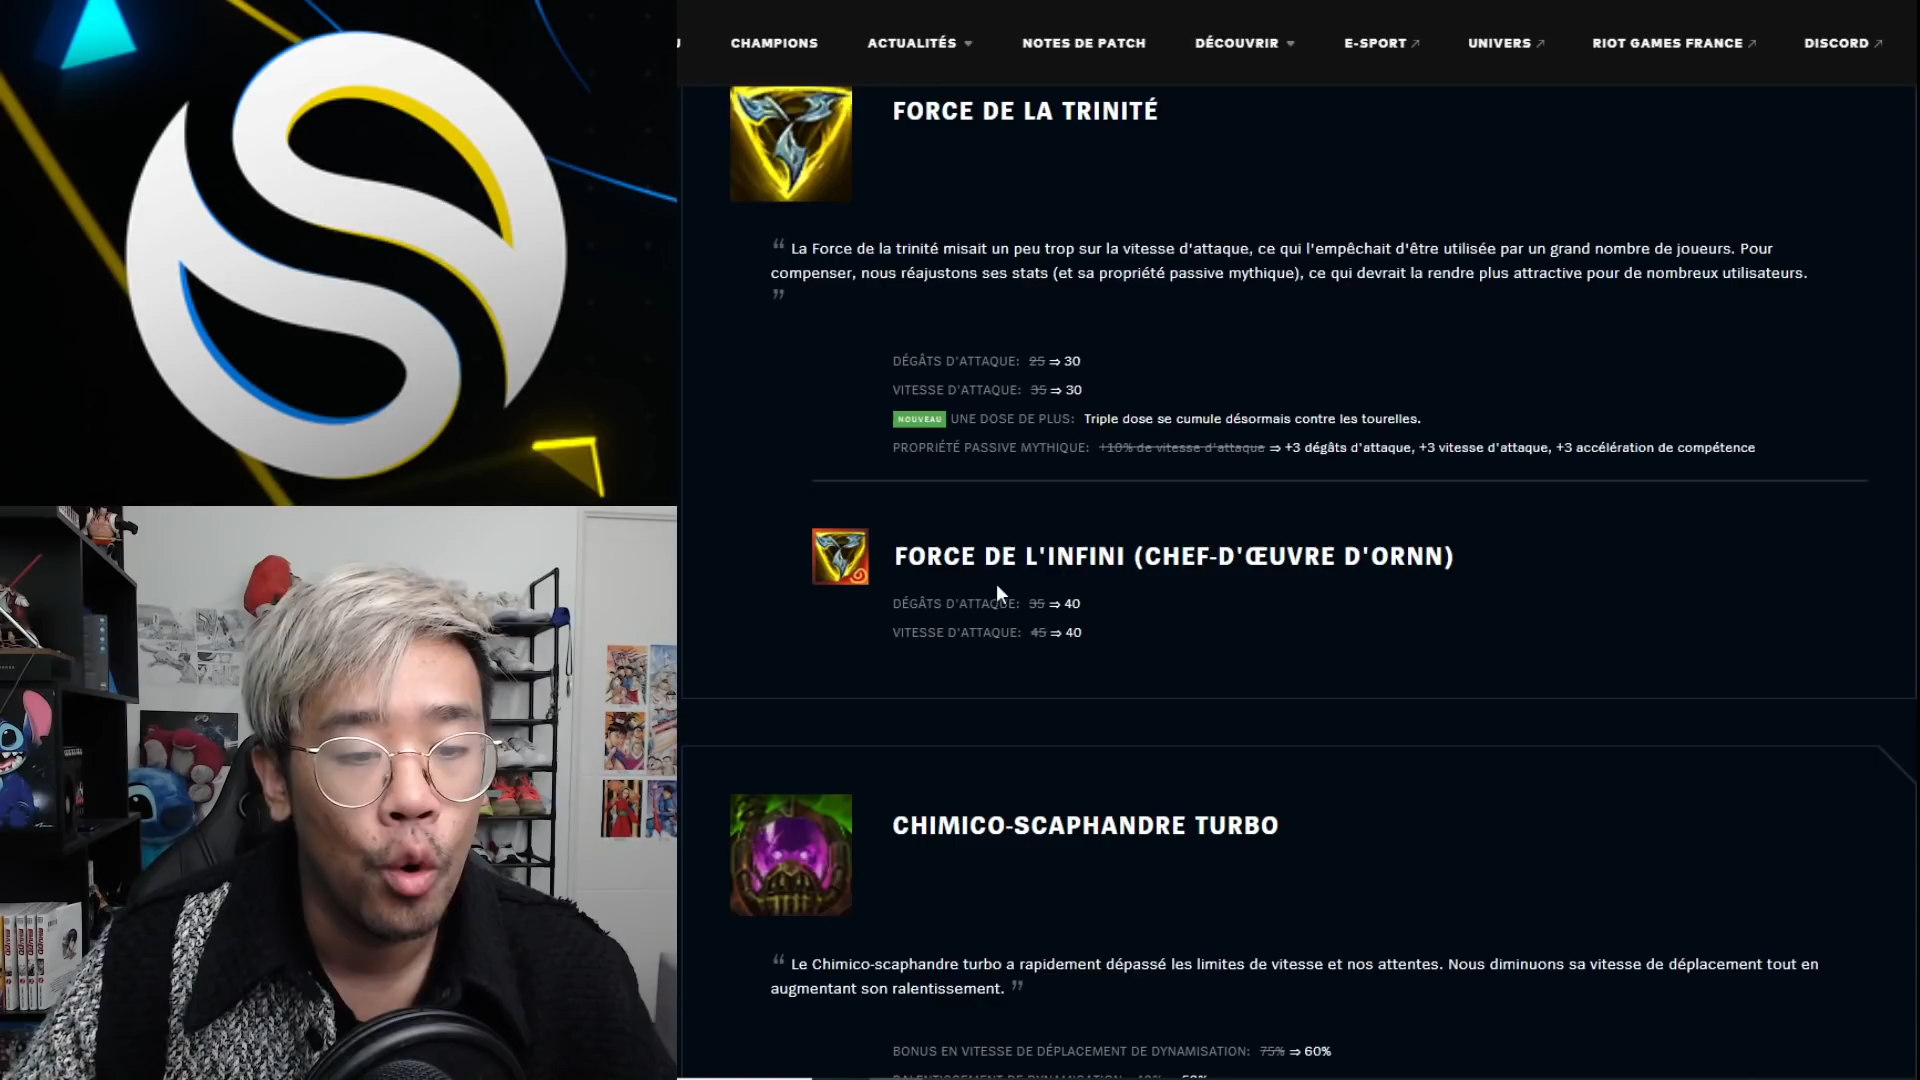 CHAMPIONS ACTUALITÉS NOTES DE PATCH DÉCOUVRIR E-SPORT UNIVERS RIOT GAMES FRANCE DISCORD
FORCE DE LA TRINITÉ
“ La Force de la trinité misait un peu trop sur la vitesse d'attaque, ce qui l'empêchait d'être utilisée par un grand nombre de joueurs. Pour
compenser, nous réajustons ses stats (et sa propriété passive mythique), ce qui devrait la rendre plus attractive pour de nombreux utilisateurs.
”
DÉGÂTS D'ATTAQUE: 25 ⇒ 30
VITESSE D'ATTAQUE: 35 ⇒ 30
NOUVEAU UNE DOSE DE PLUS: Triple dose se cumule désormais contre les tourelles.
PROPRIÉTÉ PASSIVE MYTHIQUE: +10% de vitesse d'attaque ⇒ +3 dégâts d'attaque, +3 vitesse d'attaque, +3 accélération de compétence
FORCE DE L'INFINI (CHEF-D'ŒUVRE D'ORNN)
DÉGÂTS D'ATTAQUE: 35 ⇒ 40
VITESSE D'ATTAQUE: 45 ⇒ 40
CHIMICO-SCAPHANDRE TURBO
“ Le Chimico-scaphandre turbo a rapidement dépassé les limites de vitesse et nos attentes. Nous diminuons sa vitesse de déplacement tout en
augmentant son ralentissement. ”
BONUS EN VITESSE DE DÉPLACEMENT DE DYNAMISATION: 75% ⇒ 60%